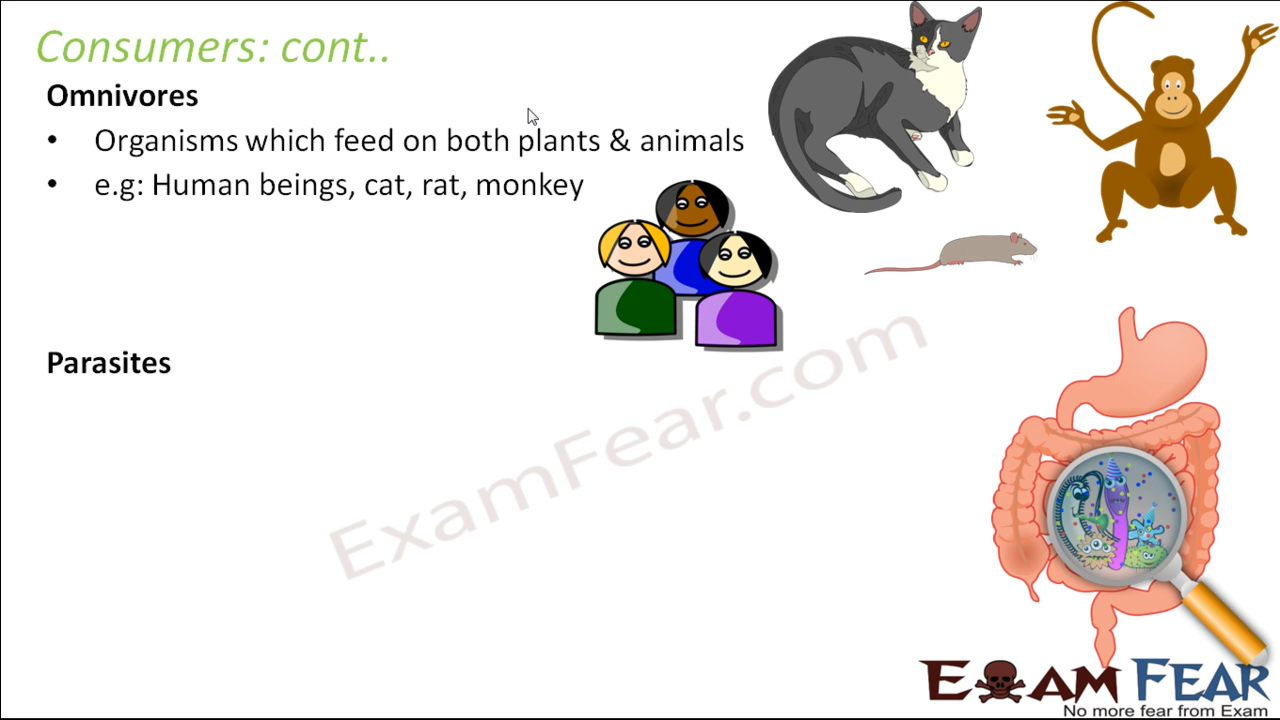 Consumers: cont..
Omnivores
• Organisms which feed on both plants & animals
• e.g: Human beings, cat, rat, monkey
Parasites
ExamFear.com
EXAM FEAR
No more fear from Exam